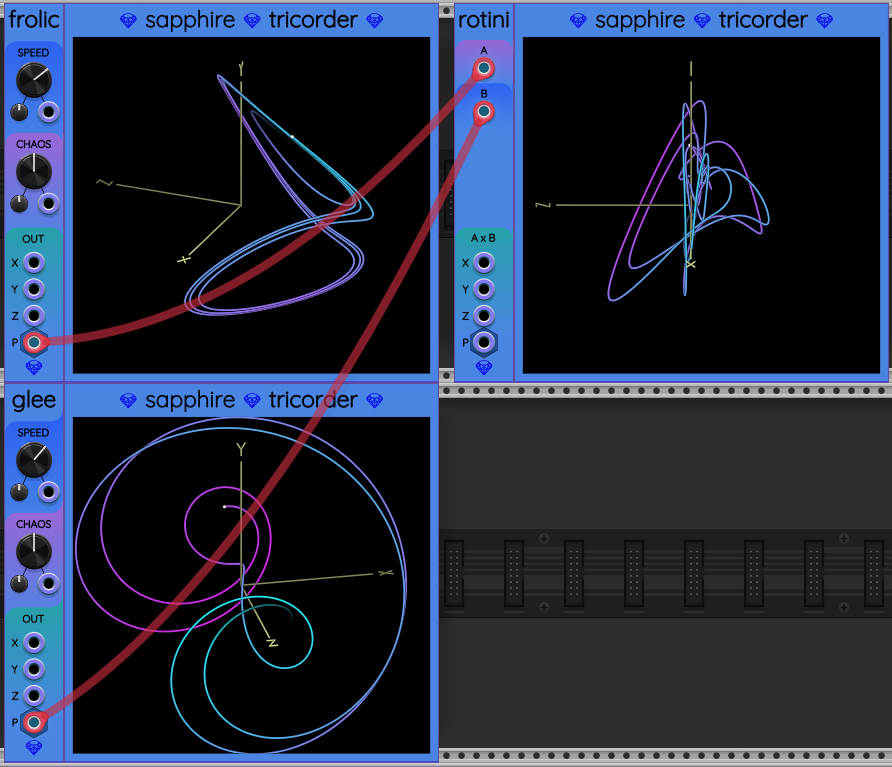 frolic
SPEED
CHAOS
OUT
X
Y
Z
P
sapphire tricorder
Y
Z
X
rotini
A
B
A x B
X
Y
Z
P
sapphire tricorder
Z
X
glee
SPEED
CHAOS
OUT
X
Y
Z
P
sapphire tricorder
Y
X
Z